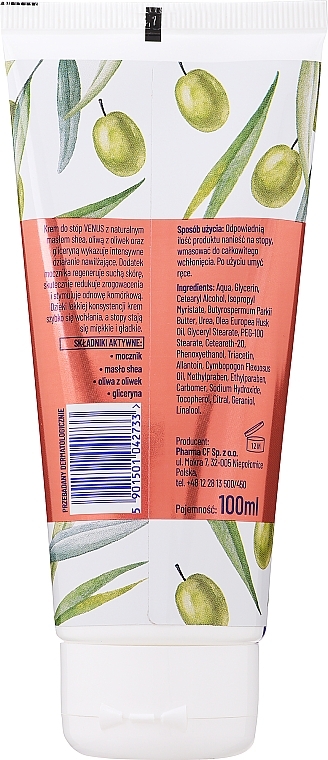 Krem do stóp VENUS z naturalnym
masłem shea, oliwą z oliwek oraz
gliceryną wykazuje intensywne
działanie nawilżające. Dodatek
mocznika regeneruje suchą skórę,
skutecznie redukuje zrogowacenia
i stymuluje odnowę komórkową.
Dzięki lekkiej konsystencji krem
szybko się wchłania, a stopy stają
się miękkie i gładkie.
SKŁADNIKI AKTYWNE:
• mocznik
• masło shea
• oliwa z oliwek
• gliceryna
PRZEBADANY DERMATOLOGICZNIE
5 901501 042733 >
Sposób użycia: Odpowiednią
ilość produktu nanieść na stopy,
wmasować do całkowitego
wchłonięcia. Po użyciu umyć
ręce.
Ingredients: Aqua, Glycerin,
Cetearyl Alcohol, Isopropyl
Myristate, Butyrospermum Parkii
Butter, Urea, Olea Europea Husk
Oil, Glyceryl Stearate, PEG-100
Stearate, Ceteareth-20,
Phenoxyethanol, Triacetin,
Allantoin, Cymbopogon Flexuosus
Oil, Methylparaben, Ethylparaben,
Carbomer, Sodium Hydroxide,
Tocopherol, Citral, Geraniol,
Linalool.
Producent:
Pharma CF Sp. z o.o.
ul. Mokra 7, 32-005 Niepołomice
Polska,
tel. +48 12 28 13 500/450
12 M
Pojemność: 100ml